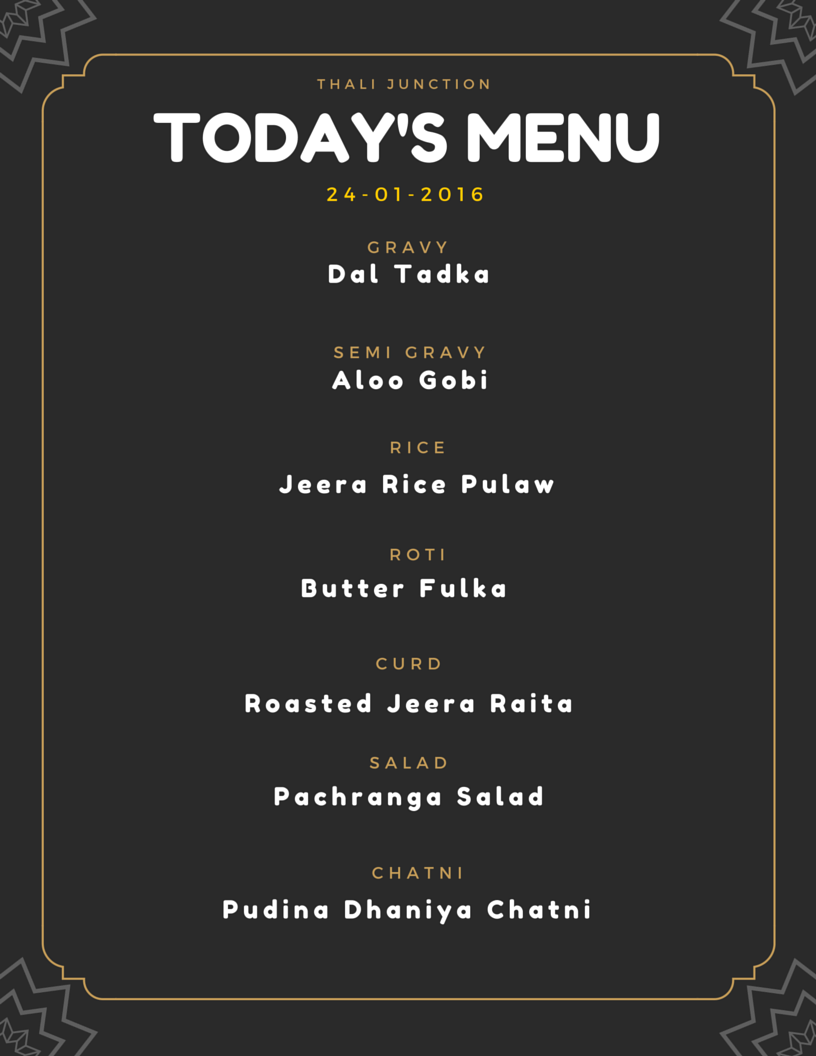 THALI JUNCTION
TODAY'S MENU
24-01-2016
GRAVY
Dal Tadka
SEMI GRAVY
Aloo Gobi
RICE
Jeera Rice Pulaw
ROTI
Butter Fulka
CURD
Roasted Jeera Raita
SALAD
Pachranga Salad
CHATNI
Pudina Dhaniya Chatni